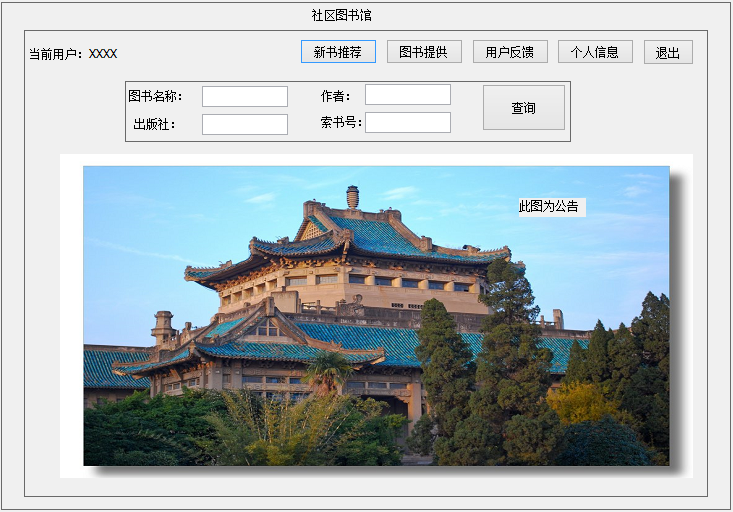 社区图书馆
当前用户：XXXX
新书推荐
图书提供
用户反馈
个人信息
退出
图书名称：
作者：
出版社：
索书号：
查询
此图为公告